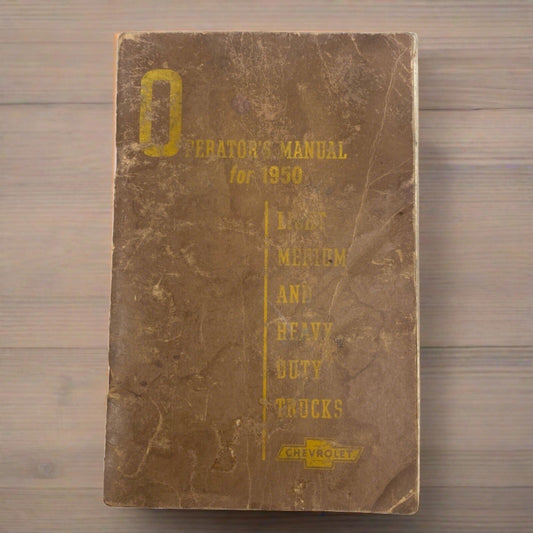 OPERATOR'S MANUAL
for 1950
LIGHT
MEDIUM
AND
HEAVY
DUTY
TRUCKS
CHEVROLET